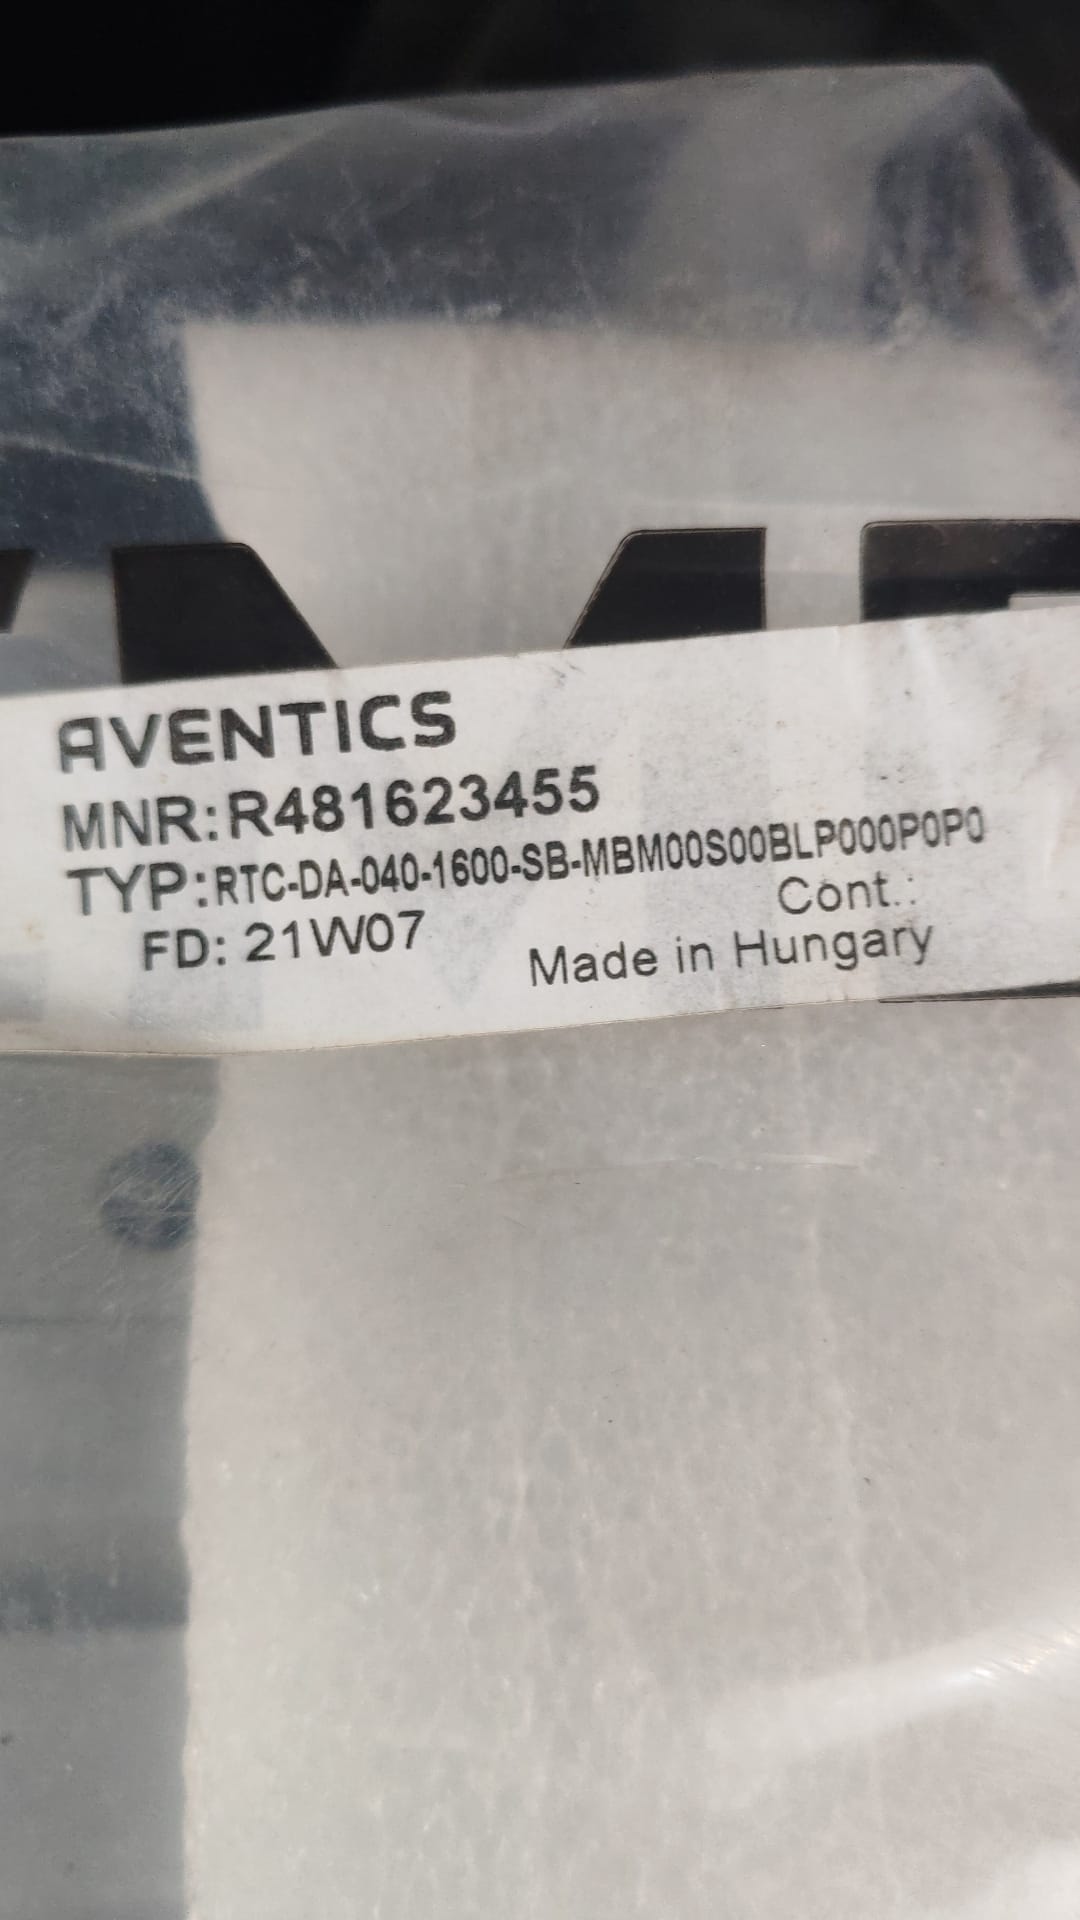 AVENTICS
MNR:R481623455
TYP:RTC-DA-040-1600-SB-MBM00S00BLP000P0P0
Cont.:
FD: 21W07
Made in Hungary